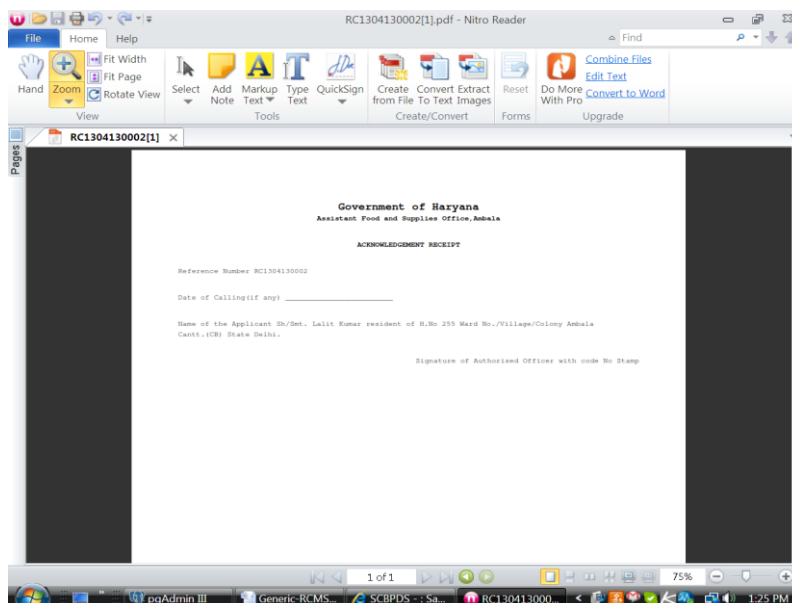 RC1304130002[1].pdf - Nitro Reader
File Home Help
Find
Hand
Zoom
Fit Width
Fit Page
Rotate View
View
Select
Add Note
Markup Text
Type Text
QuickSign
Tools
Create from File
Convert To Text
Extract Images
Create/Convert
Reset
Forms
Do More With Pro
Combine Files
Edit Text
Convert to Word
Upgrade
Pages
RC1304130002[1]
Government of Haryana
Assistant Food and Supplies Office,Ambala
ACKNOWLEDGEMENT RECEIPT
Reference Number RC1304130002
Date of Calling(if any) ________________________
Name of the Applicant Sh/Smt. Lalit Kumar resident of H.No 255 Ward No./Village/Colony Ambala
Cantt.(CB) State Delhi.
Signature of Authorised Officer with code No Stamp
1 of 1
75%
pgAdmin III
Generic-RCMS...
SCBPDS - : Sa...
RC130413000...
1:25 PM